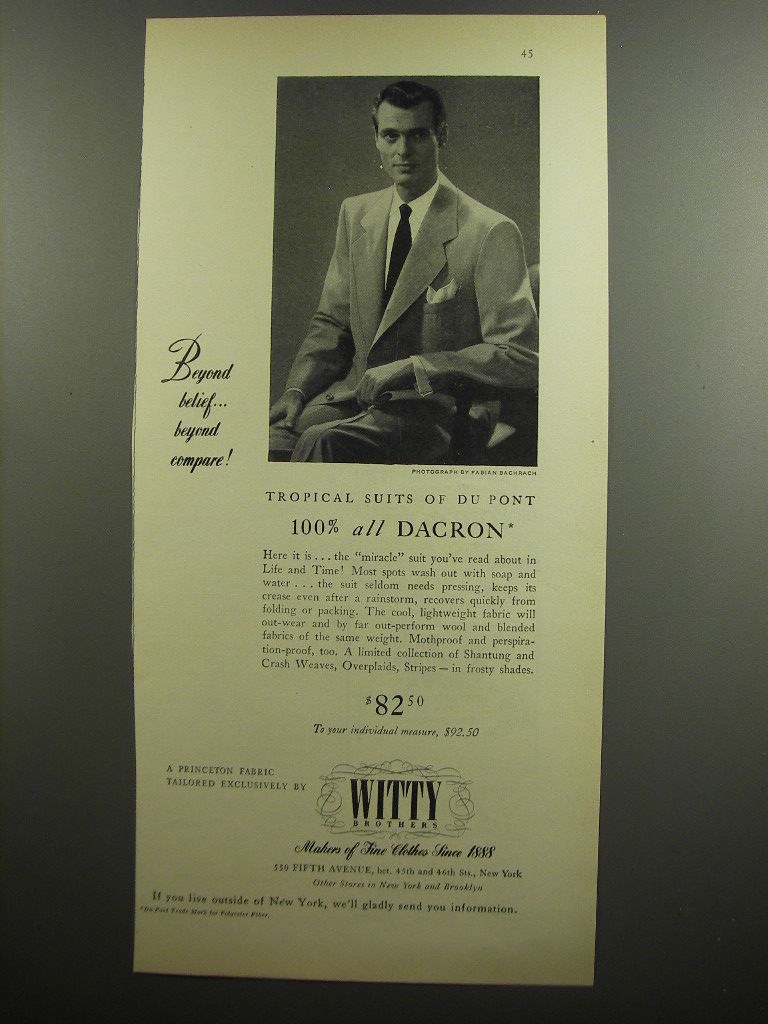 45
Beyond
belief...
beyond
compare!
PHOTOGRAPH BY FABIAN BACHRACH
TROPICAL SUITS OF DU PONT
100% all DACRON*
Here it is . . . the "miracle" suit you've read about in
Life and Time! Most spots wash out with soap and
water . . . the suit seldom needs pressing, keeps its
crease even after a rainstorm, recovers quickly from
folding or packing. The cool, lightweight fabric will
out-wear and by far out-perform wool and blended
fabrics of the same weight. Mothproof and perspira-
tion-proof, too. A limited collection of Shantung and
Crash Weaves, Overplaids, Stripes — in frosty shades.
$82 50
To your individual measure, $92.50
A PRINCETON FABRIC
TAILORED EXCLUSIVELY BY
WITTY
BROTHERS
Makers of Fine Clothes Since 1888
550 FIFTH AVENUE, bet. 45th and 46th Sts., New York
Other Stores in New York and Brooklyn
If you live outside of New York, we'll gladly send you information.
*Du Pont Trade Mark for Polyester Fiber.